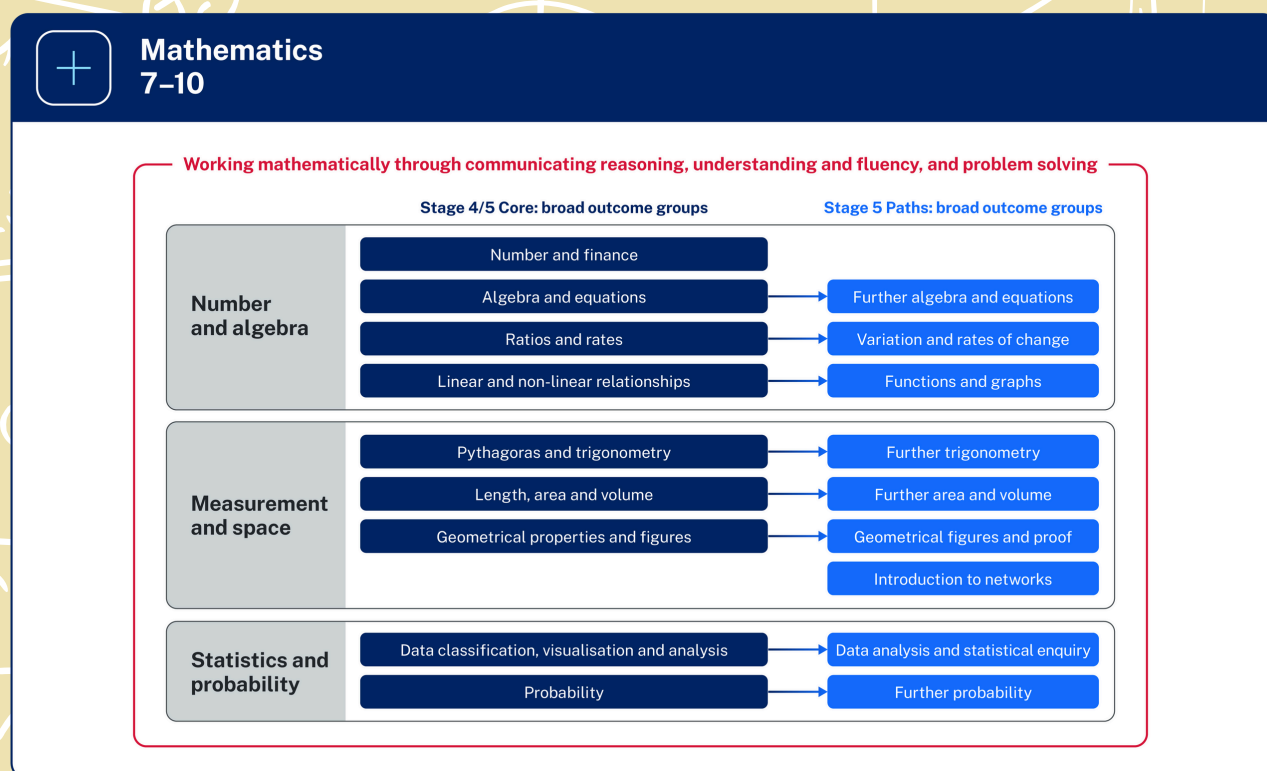 Mathematics
7–10
Working mathematically through communicating reasoning, understanding and fluency, and problem solving
Stage 4/5 Core: broad outcome groups
Stage 5 Paths: broad outcome groups
Number
and algebra
Number and finance
Algebra and equations
Further algebra and equations
Ratios and rates
Variation and rates of change
Linear and non-linear relationships
Functions and graphs
Measurement
and space
Pythagoras and trigonometry
Further trigonometry
Length, area and volume
Further area and volume
Geometrical properties and figures
Geometrical figures and proof
Introduction to networks
Statistics and
probability
Data classification, visualisation and analysis
Data analysis and statistical enquiry
Probability
Further probability